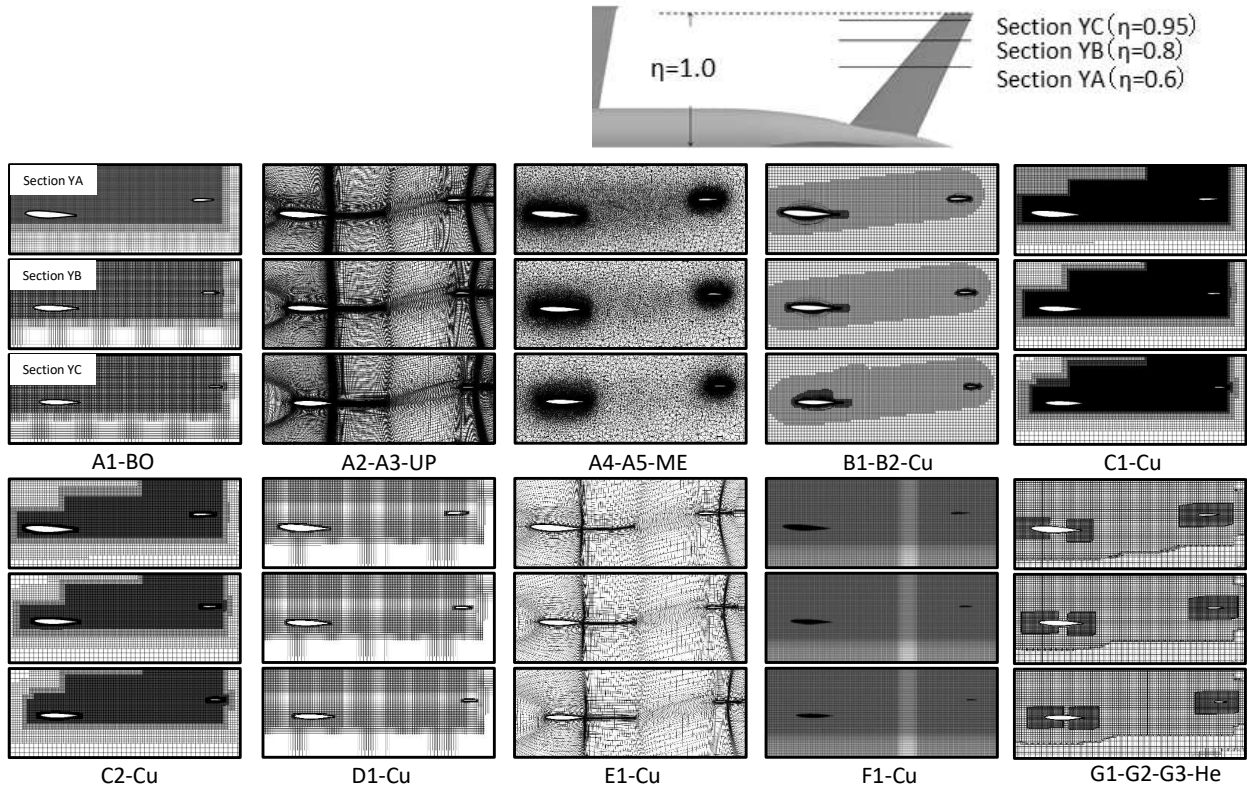 Section YC(η=0.95)
η=1.0
Section YB(η=0.8)
Section YA(η=0.6)
Section YA
Section YB
Section YC
A1-BO
A2-A3-UP
A4-A5-ME
B1-B2-Cu
C1-Cu
C2-Cu
D1-Cu
E1-Cu
F1-Cu
G1-G2-G3-He